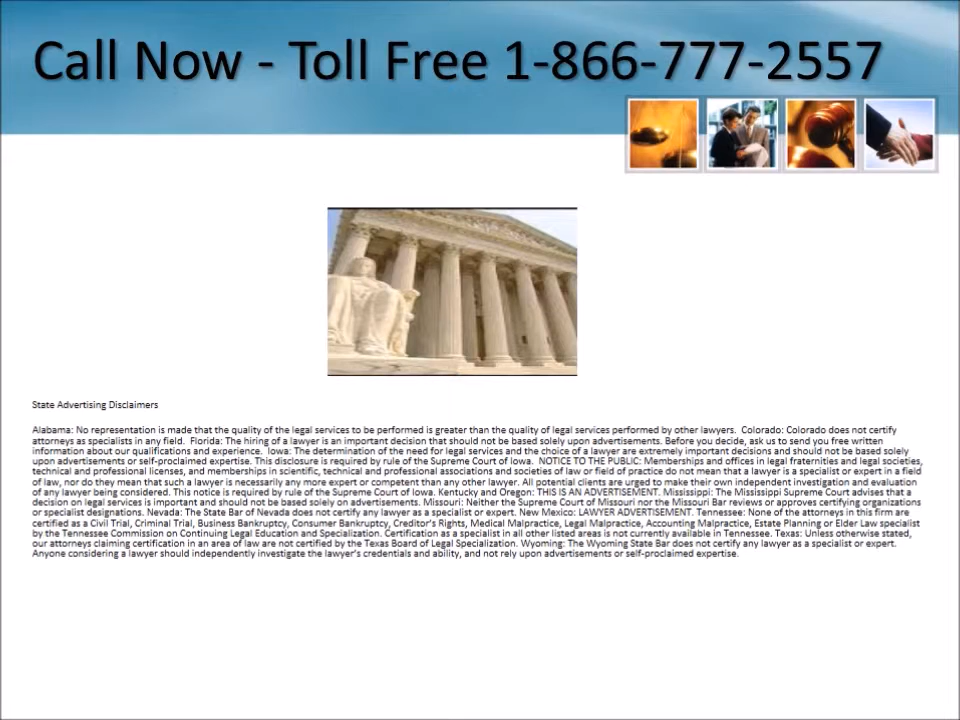 Call Now - Toll Free 1-866-777-2557
State Advertising Disclaimers
Alabama: No representation is made that the quality of the legal services to be performed is greater than the quality of legal services performed by other lawyers.  Colorado: Colorado does not certify
attorneys as specialists in any field.  Florida: The hiring of a lawyer is an important decision that should not be based solely upon advertisements. Before you decide, ask us to send you free written
information about our qualifications and experience.  Iowa: The determination of the need for legal services and the choice of a lawyer are extremely important decisions and should not be based solely
upon advertisements or self-proclaimed expertise. This disclosure is required by rule of the Supreme Court of Iowa.  NOTICE TO THE PUBLIC: Memberships and offices in legal fraternities and legal societies,
technical and professional licenses, and memberships in scientific, technical and professional associations and societies of law or field of practice do not mean that a lawyer is a specialist or expert in a field
of law, nor do they mean that such a lawyer is necessarily any more expert or competent than any other lawyer. All potential clients are urged to make their own independent investigation and evaluation
of any lawyer being considered. This notice is required by rule of the Supreme Court of Iowa. Kentucky and Oregon: THIS IS AN ADVERTISEMENT. Mississippi: The Mississippi Supreme Court advises that a
decision on legal services is important and should not be based solely on advertisements. Missouri: Neither the Supreme Court of Missouri nor the Missouri Bar reviews or approves certifying organizations
or specialist designations. Nevada: The State Bar of Nevada does not certify any lawyer as a specialist or expert. New Mexico: LAWYER ADVERTISEMENT. Tennessee: None of the attorneys in this firm are
certified as a Civil Trial, Criminal Trial, Business Bankruptcy, Consumer Bankruptcy, Creditor's Rights, Medical Malpractice, Legal Malpractice, Accounting Malpractice, Estate Planning or Elder Law specialist
by the Tennessee Commission on Continuing Legal Education and Specialization. Certification as a specialist in all other listed areas is not currently available in Tennessee. Texas: Unless otherwise stated,
our attorneys claiming certification in an area of law are not certified by the Texas Board of Legal Specialization. Wyoming: The Wyoming State Bar does not certify any lawyer as a specialist or expert.
Anyone considering a lawyer should independently investigate the lawyer's credentials and ability, and not rely upon advertisements or self-proclaimed expertise.